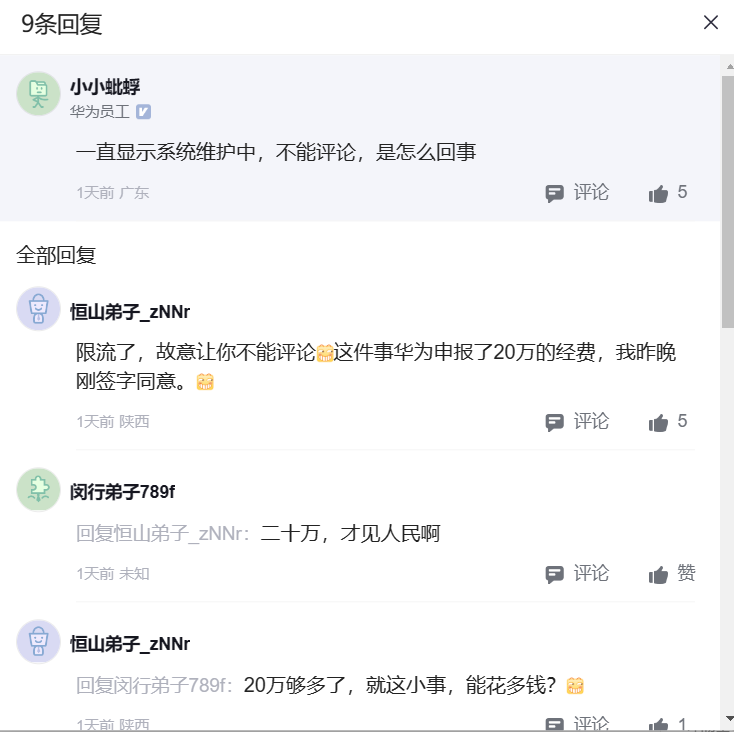 9条回复
小小蚍蜉
华为员工
一直显示系统维护中，不能评论，是怎么回事
1天前 广东 评论 5
全部回复
恒山弟子_zNNr
限流了，故意让你不能评论这件事华为申报了20万的经费，我昨晚
刚签字同意。
1天前 陕西 评论 5
闵行弟子789f
回复恒山弟子_zNNr：二十万，才见人民啊
1天前 未知 评论 赞
恒山弟子_zNNr
回复闵行弟子789f：20万够多了，就这小事，能花多钱？
1天前 陕西 评论 1